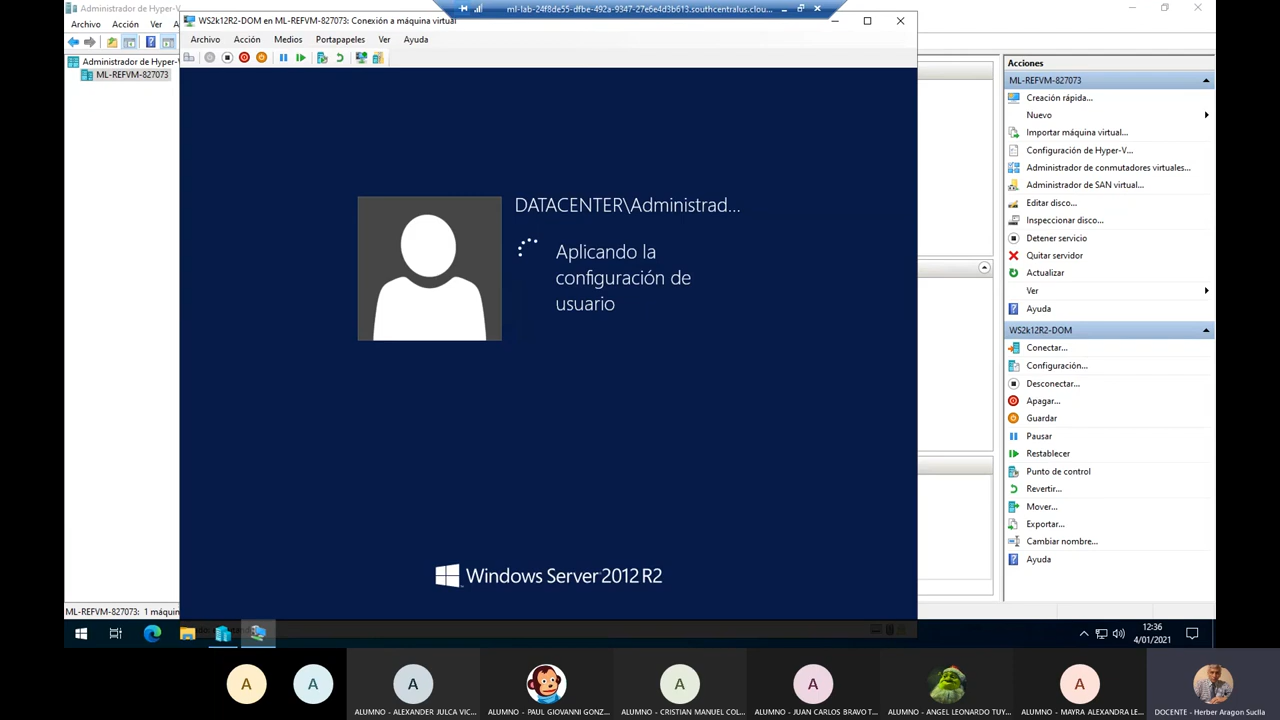 Administrador de Hyper-V
WS2k12R2-DOM en ML-REFVM-827073: Conexión a máquina virtual
ml-lab-24f8de55-dfbe-492a-9347-27e6e4d3b613.southcentralus.clou...
Archivo Acción Ver A
Archivo Acción Medios Portapapeles Ver Ayuda
Administrador de Hyper-V
ML-REFVM-827073
DATACENTER\Administrad...
Aplicando la
configuración de
usuario
Windows Server 2012 R2
Acciones
ML-REFVM-827073
Creación rápida...
Nuevo
Importar máquina virtual...
Configuración de Hyper-V...
Administrador de conmutadores virtuales...
Administrador de SAN virtual...
Editar disco...
Inspeccionar disco...
Detener servicio
Quitar servidor
Actualizar
Ver
Ayuda
WS2k12R2-DOM
Conectar...
Configuración...
Desconectar...
Apagar...
Guardar
Pausar
Restablecer
Punto de control
Revertir...
Mover...
Exportar...
Cambiar nombre...
Ayuda
ML-REFVM-827073: 1 máquin
12:36
4/01/2021
A A A A A A
ALUMNO - ALEXANDER JULCA VIC...
ALUMNO - PAUL GIOVANNI GONZ...
ALUMNO - CRISTIAN MANUEL COL...
ALUMNO - JUAN CARLOS BRAVO T...
ALUMNO - ANGEL LEONARDO TUY...
ALUMNO - MAYRA ALEXANDRA LE...
DOCENTE - Herber Aragon Suclla